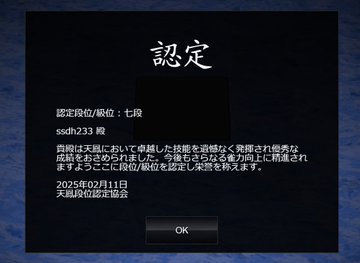 認定
認定段位/級位：七段
ssdh233 殿
貴殿は天鳳において卓越した技能を遺憾なく発揮され優秀な
成績をおさめられました。今後もさらなる雀力向上に精進され
ますようここに段位/級位を認定し栄誉を称えます。
2025年02月11日
天鳳段位認定協会
OK